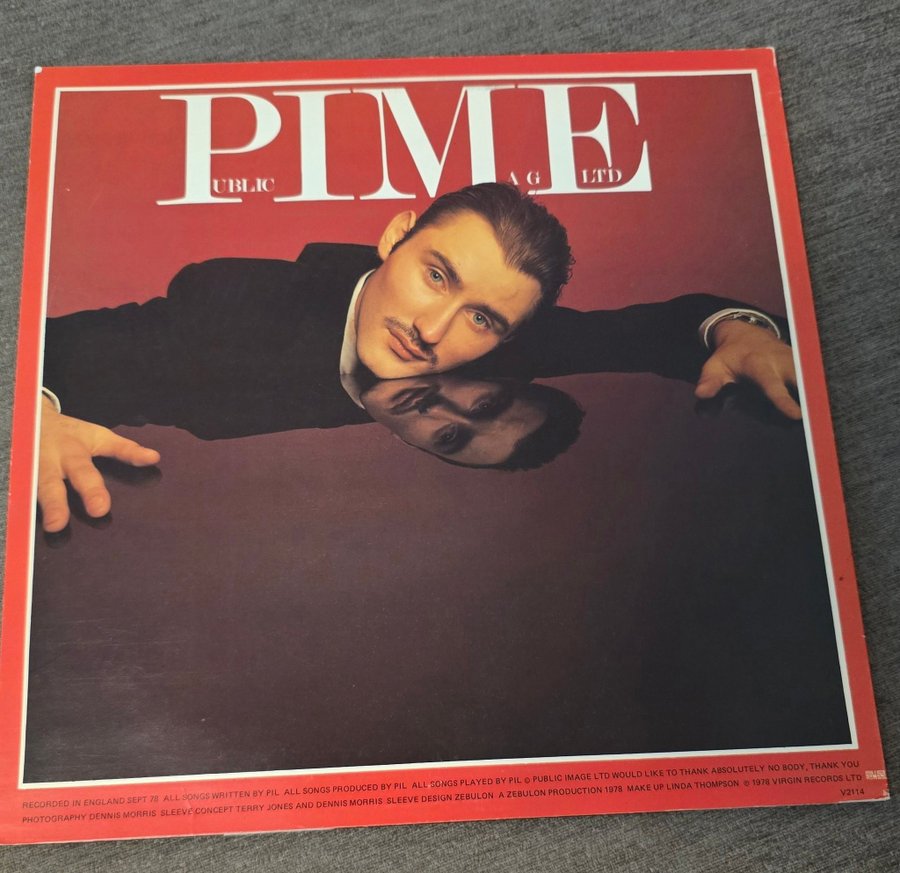 PIME
UBLIC A G LTD
RECORDED IN ENGLAND SEPT 78 ALL SONGS WRITTEN BY PIL ALL SONGS PRODUCED BY PIL ALL SONGS PLAYED BY PIL © PUBLIC IMAGE LTD WOULD LIKE TO THANK ABSOLUTELY NO BODY, THANK YOU
PHOTOGRAPHY DENNIS MORRIS SLEEVE CONCEPT TERRY JONES AND DENNIS MORRIS SLEEVE DESIGN ZEBULON A ZEBULON PRODUCTION 1978 MAKE UP LINDA THOMPSON ℗ 1978 VIRGIN RECORDS LTD
V2114